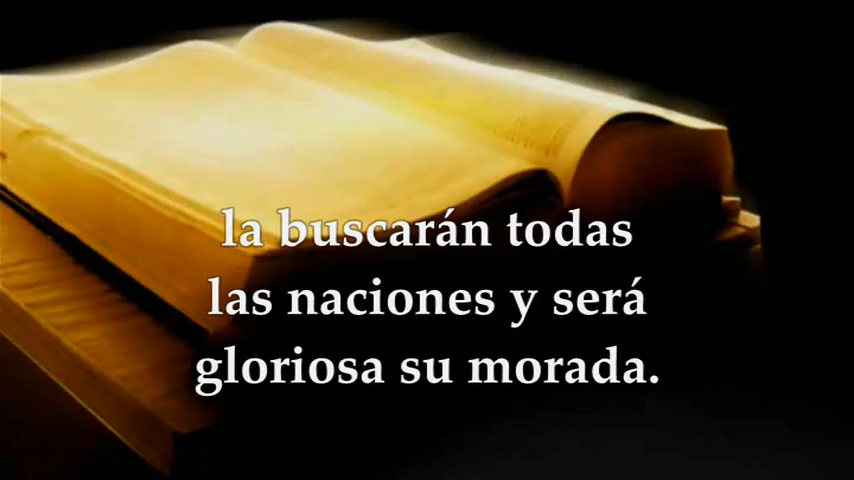 la buscarán todas
las naciones y será
gloriosa su morada.